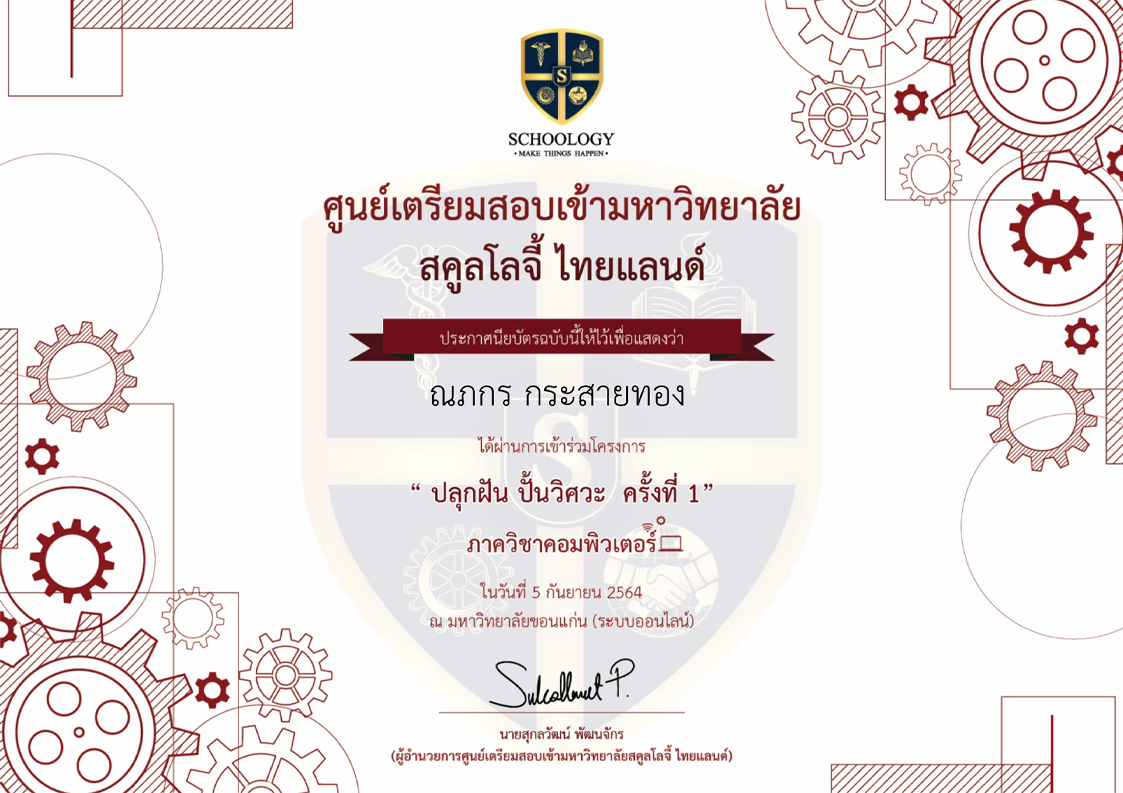 S
SCHOOLOGY
• MAKE THINGS HAPPEN •
ศูนย์เตรียมสอบเข้ามหาวิทยาลัย
สคูลโลจี้ ไทยแลนด์
ประกาศนียบัตรฉบับนี้ให้ไว้เพื่อแสดงว่า
ณภกร กระสายทอง
ได้ผ่านการเข้าร่วมโครงการ
“ ปลุกฝัน ปั้นวิศวะ ครั้งที่ 1”
ภาควิชาคอมพิวเตอร์
ในวันที่ 5 กันยายน 2564
ณ มหาวิทยาลัยขอนแก่น (ระบบออนไลน์)
นายสุกลวัฒน์ พัฒนจักร
(ผู้อำนวยการศูนย์เตรียมสอบเข้ามหาวิทยาลัยสคูลโลจี้ ไทยแลนด์)